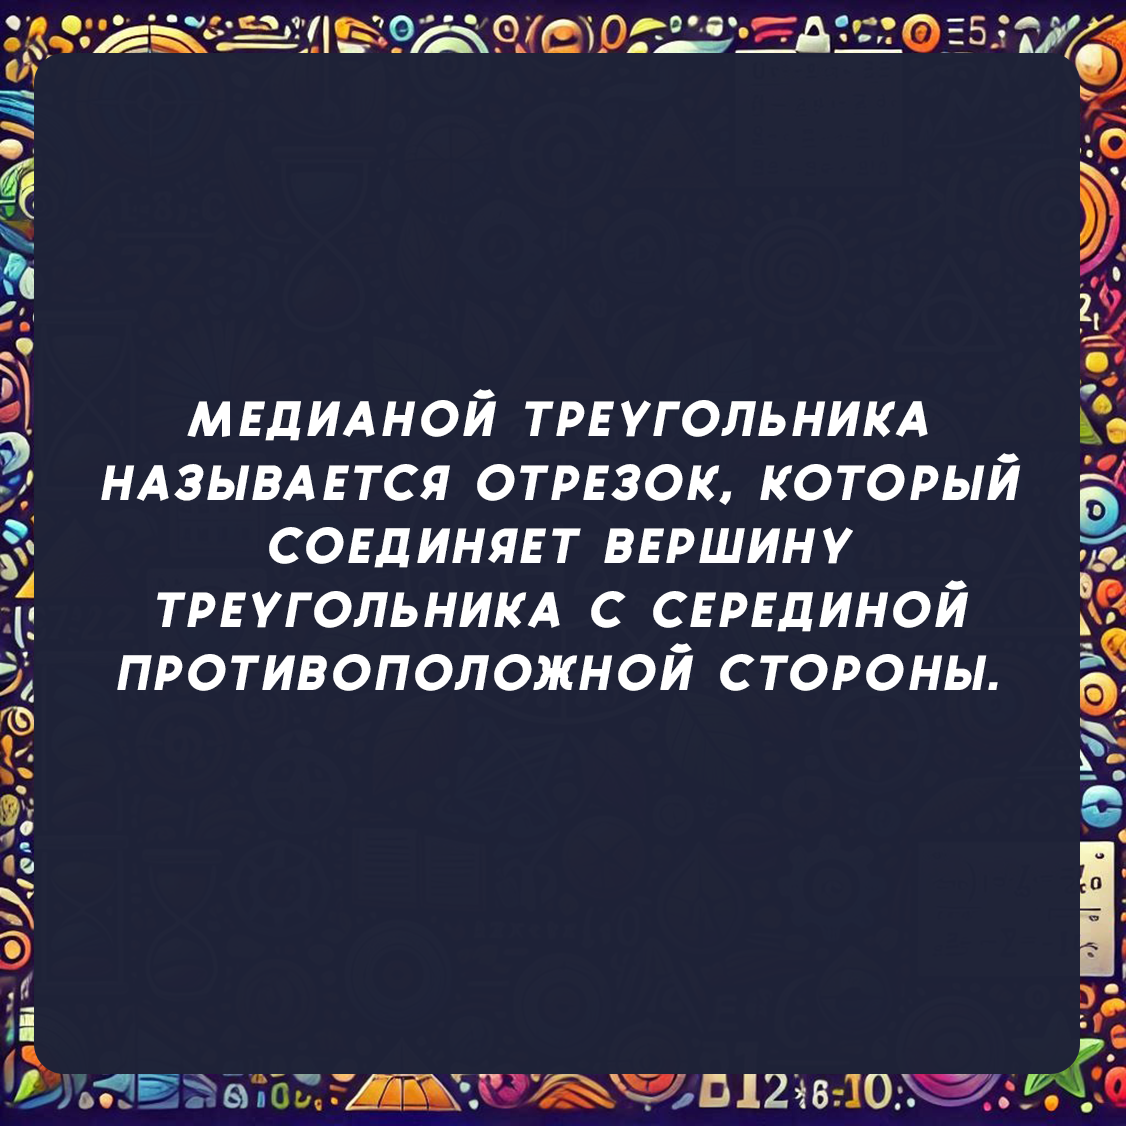 МЕДИАНОЙ ТРЕУГОЛЬНИКА
НАЗЫВАЕТСЯ ОТРЕЗОК, КОТОРЫЙ
СОЕДИНЯЕТ ВЕРШИНУ
ТРЕУГОЛЬНИКА С СЕРЕДИНОЙ
ПРОТИВОПОЛОЖНОЙ СТОРОНЫ.